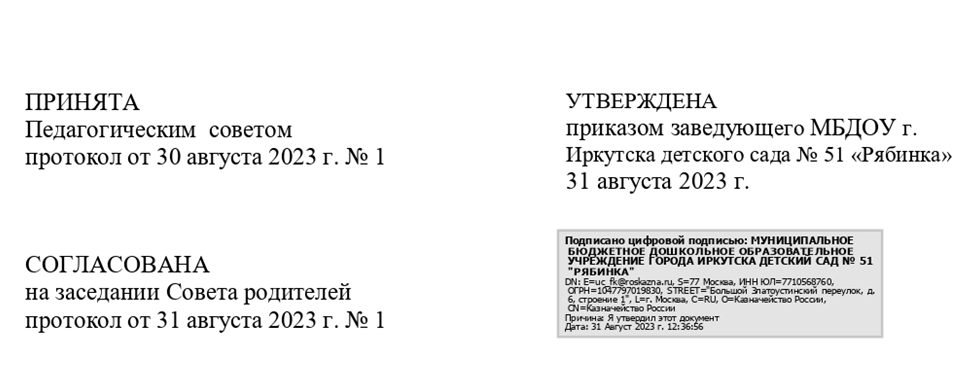 ПРИНЯТА
Педагогическим советом
протокол от 30 августа 2023 г. № 1
СОГЛАСОВАНА
на заседании Совета родителей
протокол от 31 августа 2023 г. № 1
УТВЕРЖДЕНА
приказом заведующего МБДОУ г.
Иркутска детского сада № 51 «Рябинка»
31 августа 2023 г.
Подписано цифровой подписью: МУНИЦИПАЛЬНОЕ
БЮДЖЕТНОЕ ДОШКОЛЬНОЕ ОБРАЗОВАТЕЛЬНОЕ
УЧРЕЖДЕНИЕ ГОРОДА ИРКУТСКА ДЕТСКИЙ САД № 51
"РЯБИНКА"
DN: E=uc_fk@roskazna.ru, S=77 Москва, ИНН ЮЛ=7710568760,
ОГРН=1047797019830, STREET="Большой Златоустинский переулок, д.
6, строение 1", L=г. Москва, C=RU, O=Казначейство России,
CN=Казначейство России
Причина: Я утвердил этот документ
Дата: 31 Август 2023 г. 12:36:56